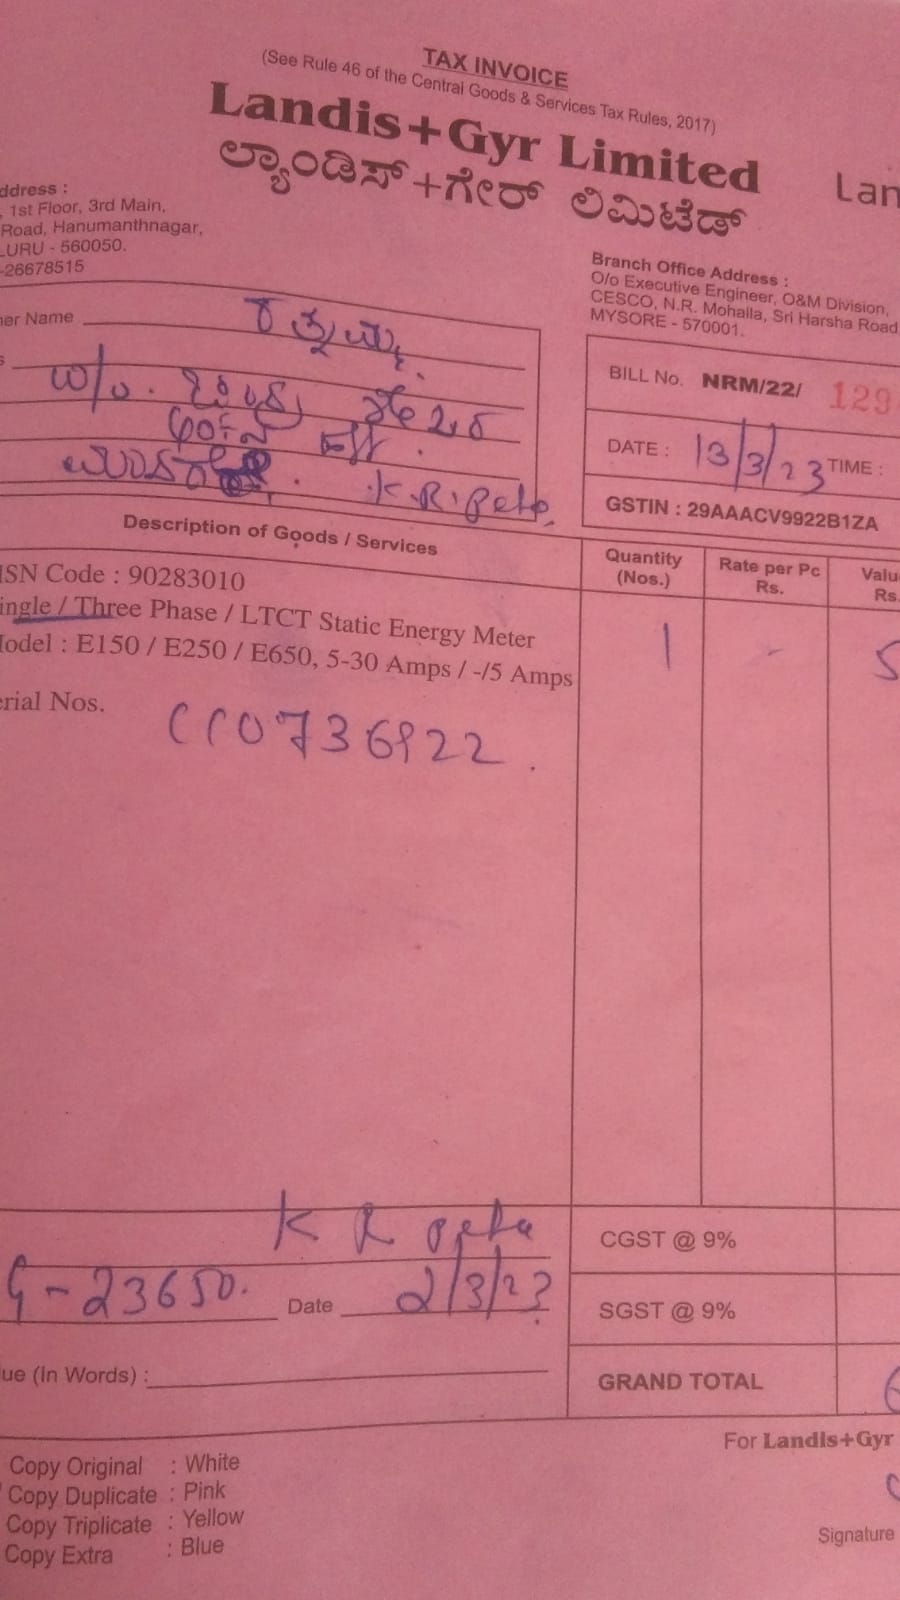 TAX INVOICE
(See Rule 46 of the Central Goods & Services Tax Rules, 2017)
Landis+Gyr Limited
ಲ್ಯಾಂಡಿಸ್+ಗೇರ್ ಲಿಮಿಟೆಡ್
Lan
ddress :
, 1st Floor, 3rd Main,
Road, Hanumanthnagar,
LURU - 560050.
-26678515
Branch Office Address :
O/o Executive Engineer, O&M Division,
CESCO, N.R. Mohalla, Sri Harsha Road
MYSORE - 570001.
er Name
w/o.
K.R.Pete
BILL No. NRM/22/ 129
DATE : 13/3/23 TIME :
GSTIN : 29AAACV9922B1ZA
Description of Goods / Services
Quantity (Nos.)
Rate per Pc Rs.
Valu Rs.
SN Code : 90283010
ingle / Three Phase / LTCT Static Energy Meter
odel : E150 / E250 / E650, 5-30 Amps / -/5 Amps
1 - 5
rial Nos.
K R Pete
CGST @ 9%
G-23650. Date 2/3/23
SGST @ 9%
ue (In Words) :
GRAND TOTAL 6
For Landis+Gyr
Copy Original : White
Copy Duplicate : Pink
Copy Triplicate : Yellow
Copy Extra : Blue
Signature